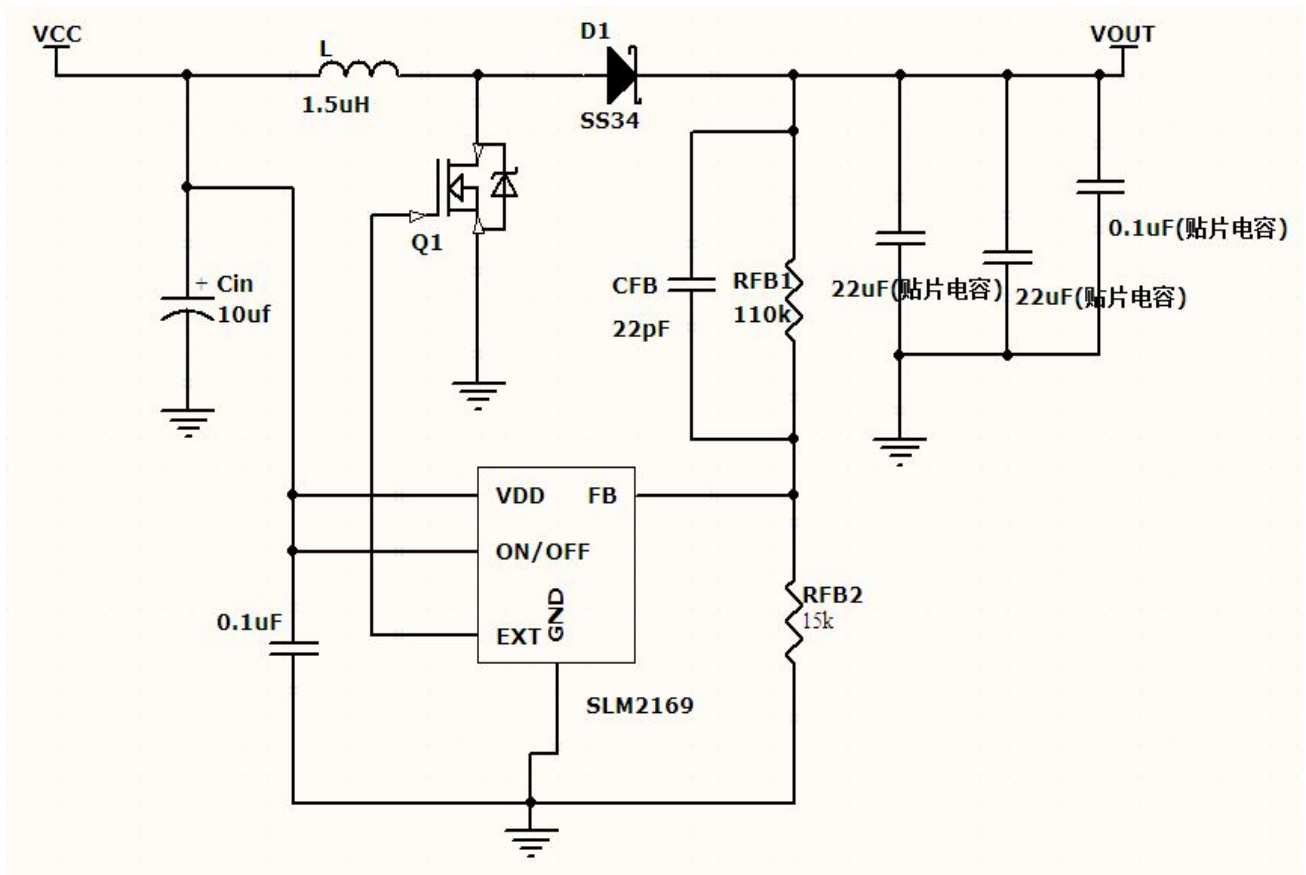 VCC
L
1.5uH
D1
SS34
VOUT
Q1
+ Cin
10uf
CFB
22pF
RFB1
110k
22uF(贴片电容)
22uF(贴片电容)
0.1uF(贴片电容)
VDD
FB
ON/OFF
EXT
GND
0.1uF
RFB2
15k
SLM2169